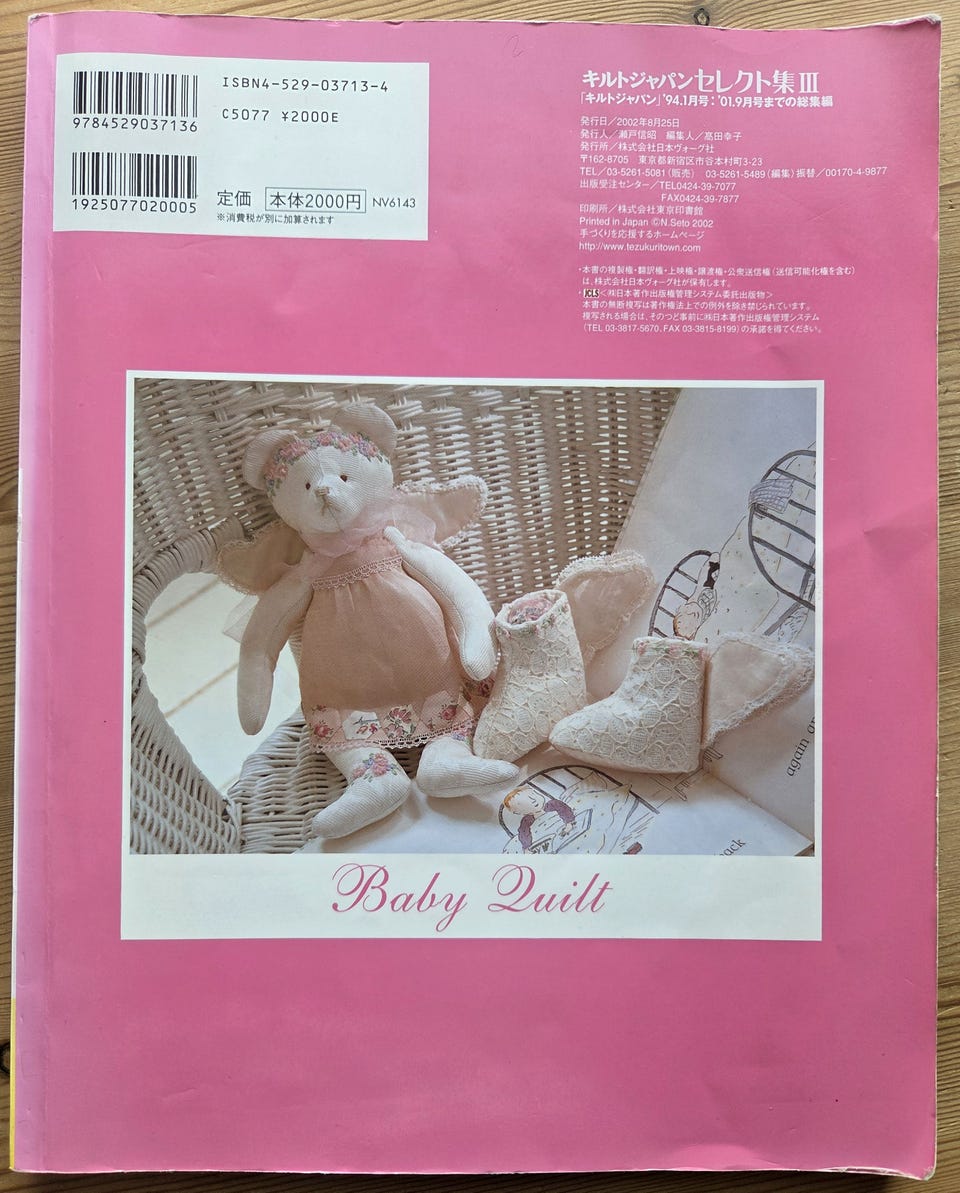 ISBN4-529-03713-4
9784529037136
C5077 ¥2000E
1925077020005
定価 本体2000円 NV6143
※消費税が別に加算されます
キルトジャパンセレクト集III
「キルトジャパン」'94.1月号:'01.9月号までの総集編
発行日/2002年8月25日
発行人/瀬戸信昭 編集人/髙田幸子
発行所/株式会社日本ヴォーグ社
〒162-8705 東京都新宿区市谷本村町3-23
TEL/03-5261-5081(販売) 03-5261-5489(編集)振替/00170-4-9877
出版受注センター/TEL0424-39-7077
FAX0424-39-7877
印刷所/株式会社東京印書館
Printed in Japan ©N.Seto 2002
手づくりを応援するホームページ
http://www.tezukuritown.com
・本書の複製権・翻訳権・上映権・譲渡権・公衆送信権(送信可能化権を含む)
は、株式会社日本ヴォーグ社が保有します。
・JCLS<㈱日本著作出版権管理システム委託出版物>
本書の無断複写は著作権法上での例外を除き禁じられています。
複写される場合は、そのつど事前に㈱日本著作出版権管理システム
(TEL 03-3817-5670, FAX 03-3815-8199)の承諾を得てください。
again
Baby Quilt